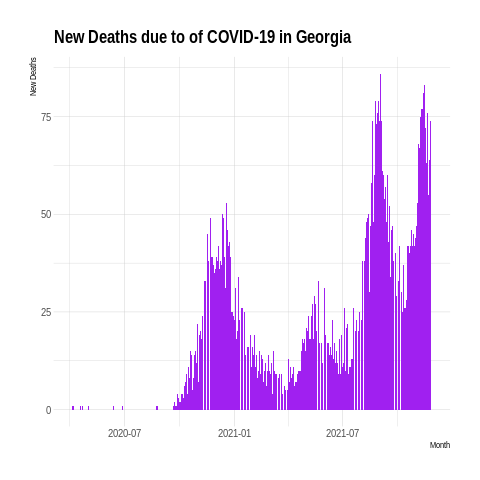 New Deaths due to of COVID-19 in Georgia
New Deaths
75
50
25
0
2020-07
2021-01
2021-07
Month